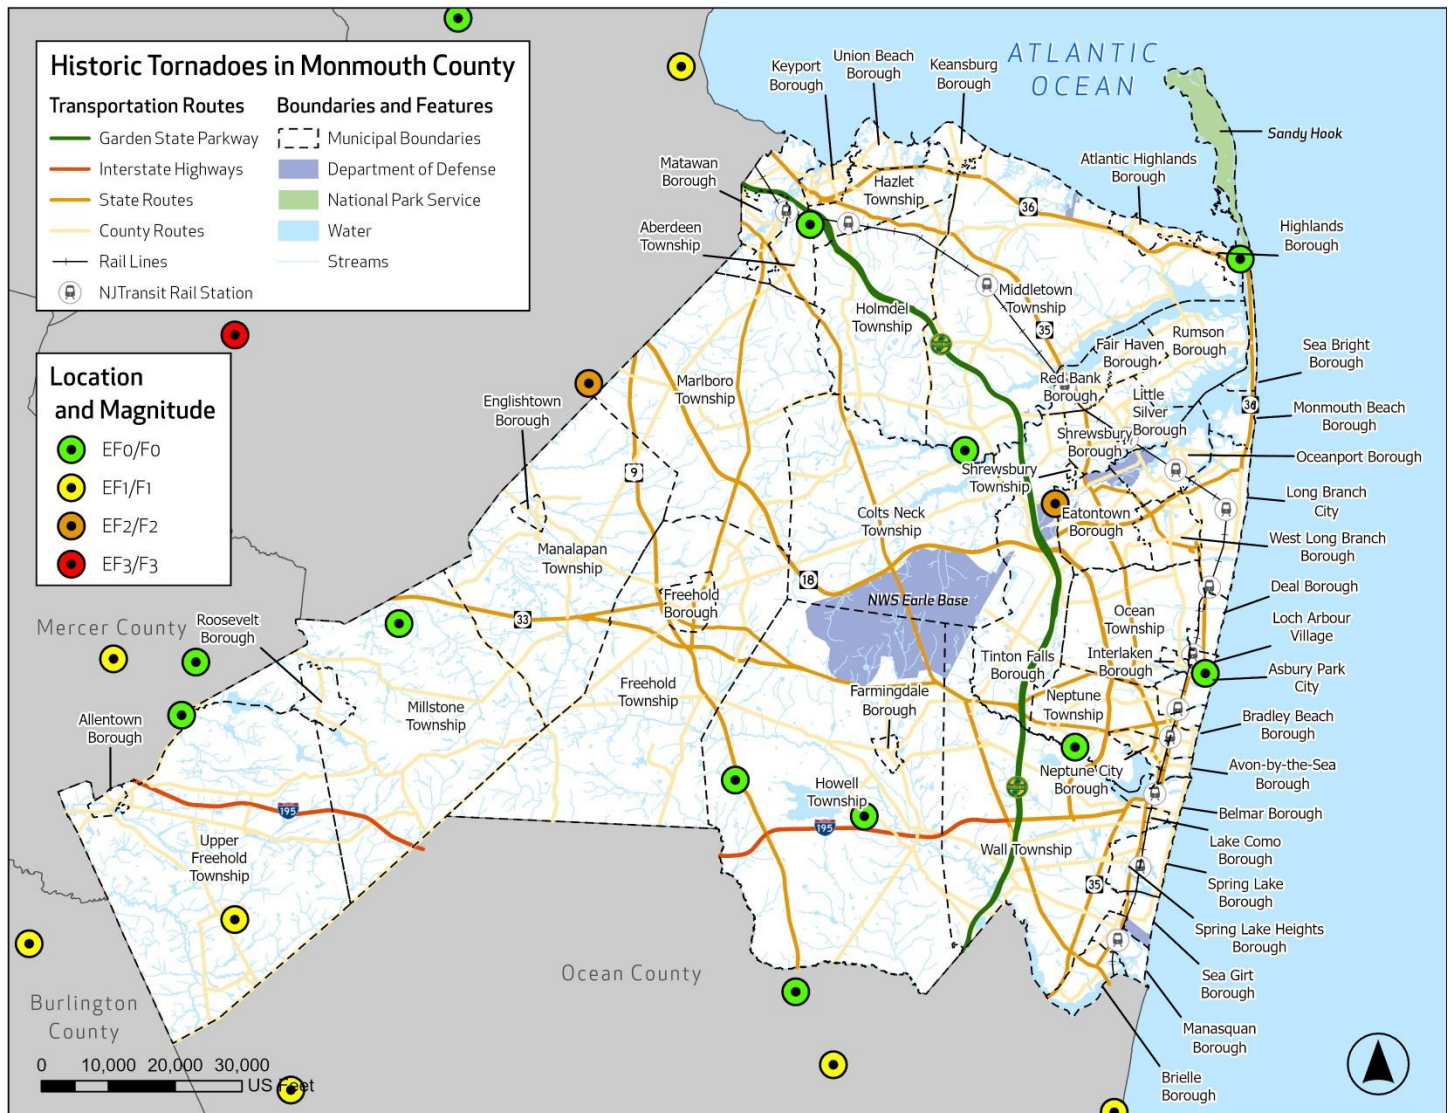 Historic Tornadoes in Monmouth County
Transportation Routes
Garden State Parkway
Interstate Highways
State Routes
County Routes
Rail Lines
NJTransit Rail Station
Boundaries and Features
Municipal Boundaries
Department of Defense
National Park Service
Water
Streams
Location
and Magnitude
EF0/F0
EF1/F1
EF2/F2
EF3/F3
ATLANTIC
OCEAN
Keyport
Borough
Union Beach
Borough
Keansburg
Borough
Sandy Hook
Matawan
Borough
Hazlet
Township
Atlantic Highlands
Borough
36
Aberdeen
Township
Highlands
Borough
Middletown
Township
Holmdel
Township
35
Fair Haven
Borough
Rumson
Borough
Sea Bright
Borough
Marlboro
Township
Red Bank
Borough
Little
Silver
Borough
36
Monmouth Beach
Borough
Englishtown
Borough
Shrewsbury
Borough
Oceanport Borough
9
Shrewsbury
Township
Long Branch
City
Colts Neck
Township
Eatontown
Borough
West Long Branch
Borough
Manalapan
Township
18
NWS Earle Base
Deal Borough
Freehold
Borough
33
Ocean
Township
Loch Arbour
Village
Mercer County
Roosevelt
Borough
Tinton Falls
Borough
Interlaken
Borough
Asbury Park
City
Freehold
Township
Farmingdale
Borough
Neptune
Township
Millstone
Township
Allentown
Borough
Bradley Beach
Borough
Neptune City
Borough
Avon-by-the-Sea
Borough
Howell
Township
195
195
Belmar Borough
Upper
Freehold
Township
Wall Township
Lake Como
Borough
35
Spring Lake
Borough
Spring Lake Heights
Borough
Ocean County
Sea Girt
Borough
Burlington
County
Manasquan
Borough
Brielle
Borough
0 10,000 20,000 30,000
US Feet